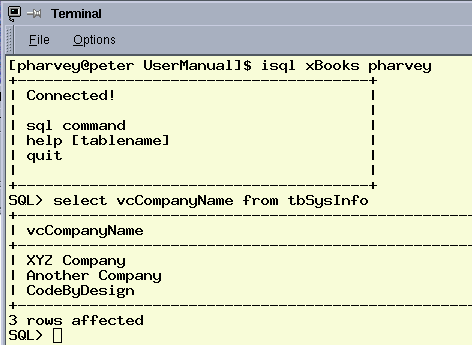 Terminal
File Options
[pharvey@peter UserManual]$ isql xBooks pharvey
+---------------------------------------+
| Connected! |
| |
| sql command |
| help [tablename] |
| quit |
| |
+---------------------------------------+
SQL> select vcCompanyName from tbSysInfo
+---------------------------------------
| vcCompanyName
+---------------------------------------
| XYZ Company
| Another Company
| CodeByDesign
+---------------------------------------
3 rows affected
SQL>